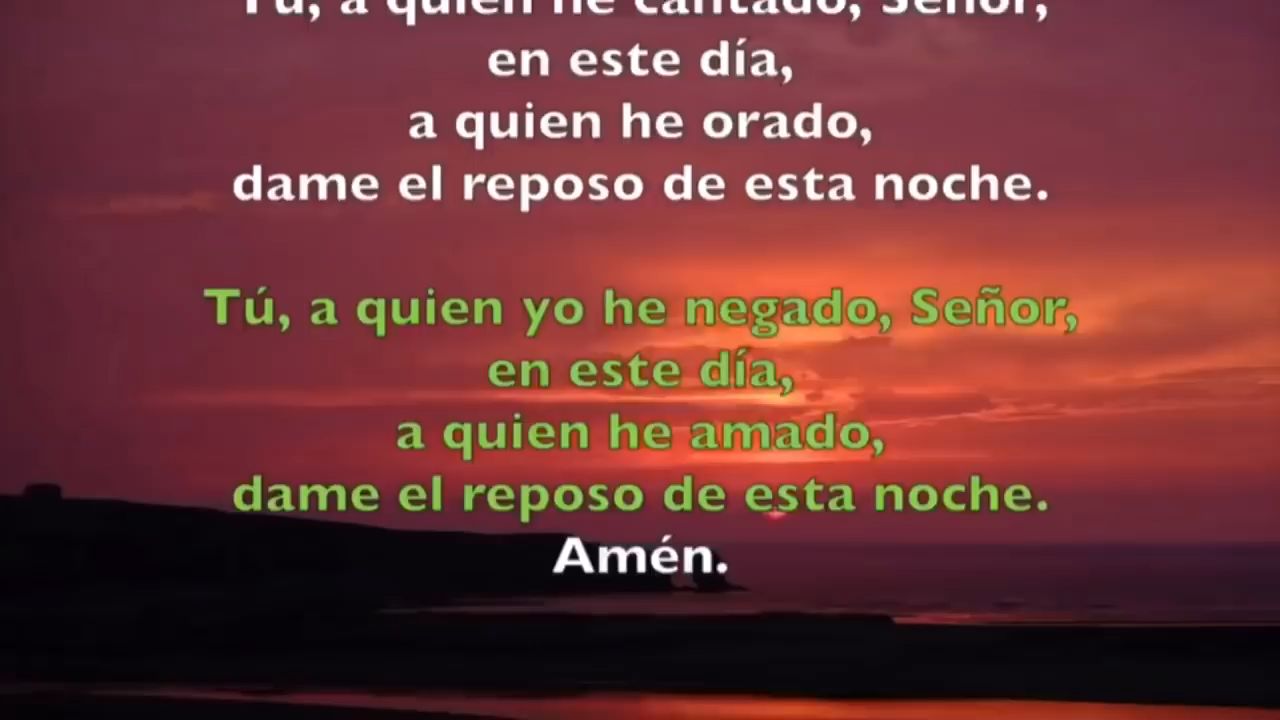 Tú, a quien he cantado, Señor,
en este día,
a quien he orado,
dame el reposo de esta noche.
Tú, a quien yo he negado, Señor,
en este día,
a quien he amado,
dame el reposo de esta noche.
Amén.